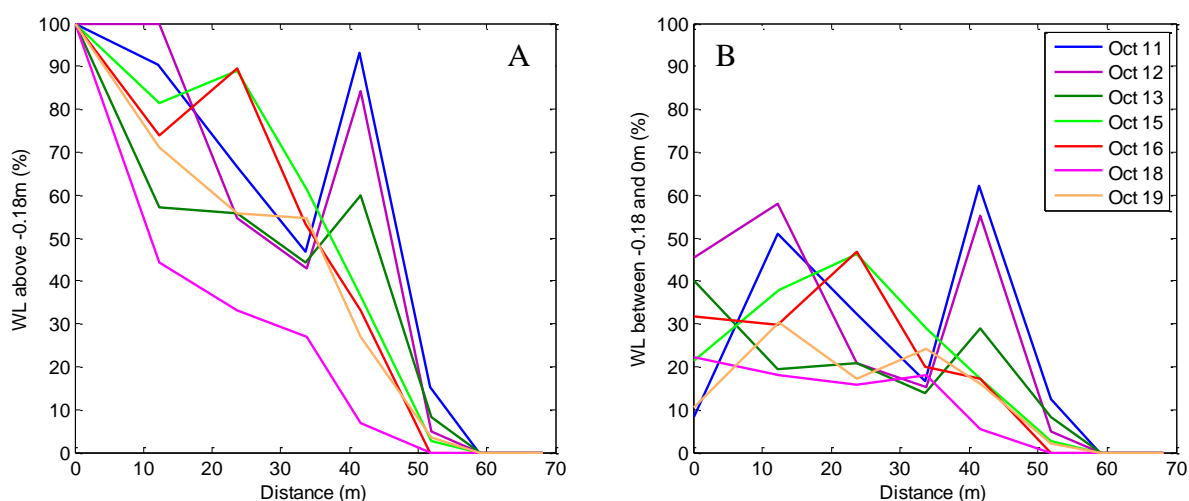 A
100
90
80
70
60
50
40
30
20
10
0
WL above -0.18m (%)
0 10 20 30 40 50 60 70
Distance (m)
B
100
90
80
70
60
50
40
30
20
10
0
WL between -0.18 and 0m (%)
0 10 20 30 40 50 60 70
Distance (m)
Oct 11
Oct 12
Oct 13
Oct 15
Oct 16
Oct 18
Oct 19